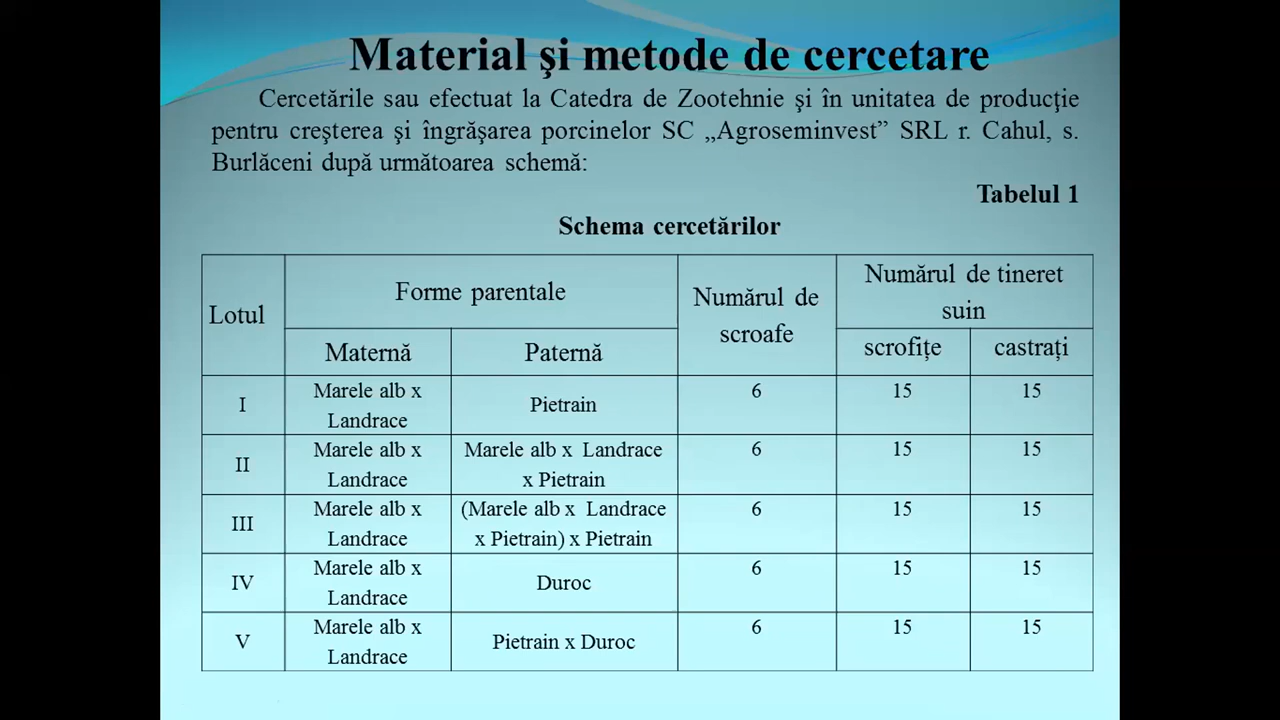 Material şi metode de cercetare
Cercetările sau efectuat la Catedra de Zootehnie şi în unitatea de producţie
pentru creşterea şi îngrăşarea porcinelor SC „Agroseminvest” SRL r. Cahul, s.
Burlăceni după următoarea schemă:
Tabelul 1
Schema cercetărilor
Lotul
Forme parentale
Numărul de
scroafe
Numărul de tineret
suin
Maternă
Paternă
scrofiţe
castraţi
I
Marele alb x
Landrace
Pietrain
6
15
15
II
Marele alb x
Landrace
Marele alb x Landrace
x Pietrain
6
15
15
III
Marele alb x
Landrace
(Marele alb x Landrace
x Pietrain) x Pietrain
6
15
15
IV
Marele alb x
Landrace
Duroc
6
15
15
V
Marele alb x
Landrace
Pietrain x Duroc
6
15
15